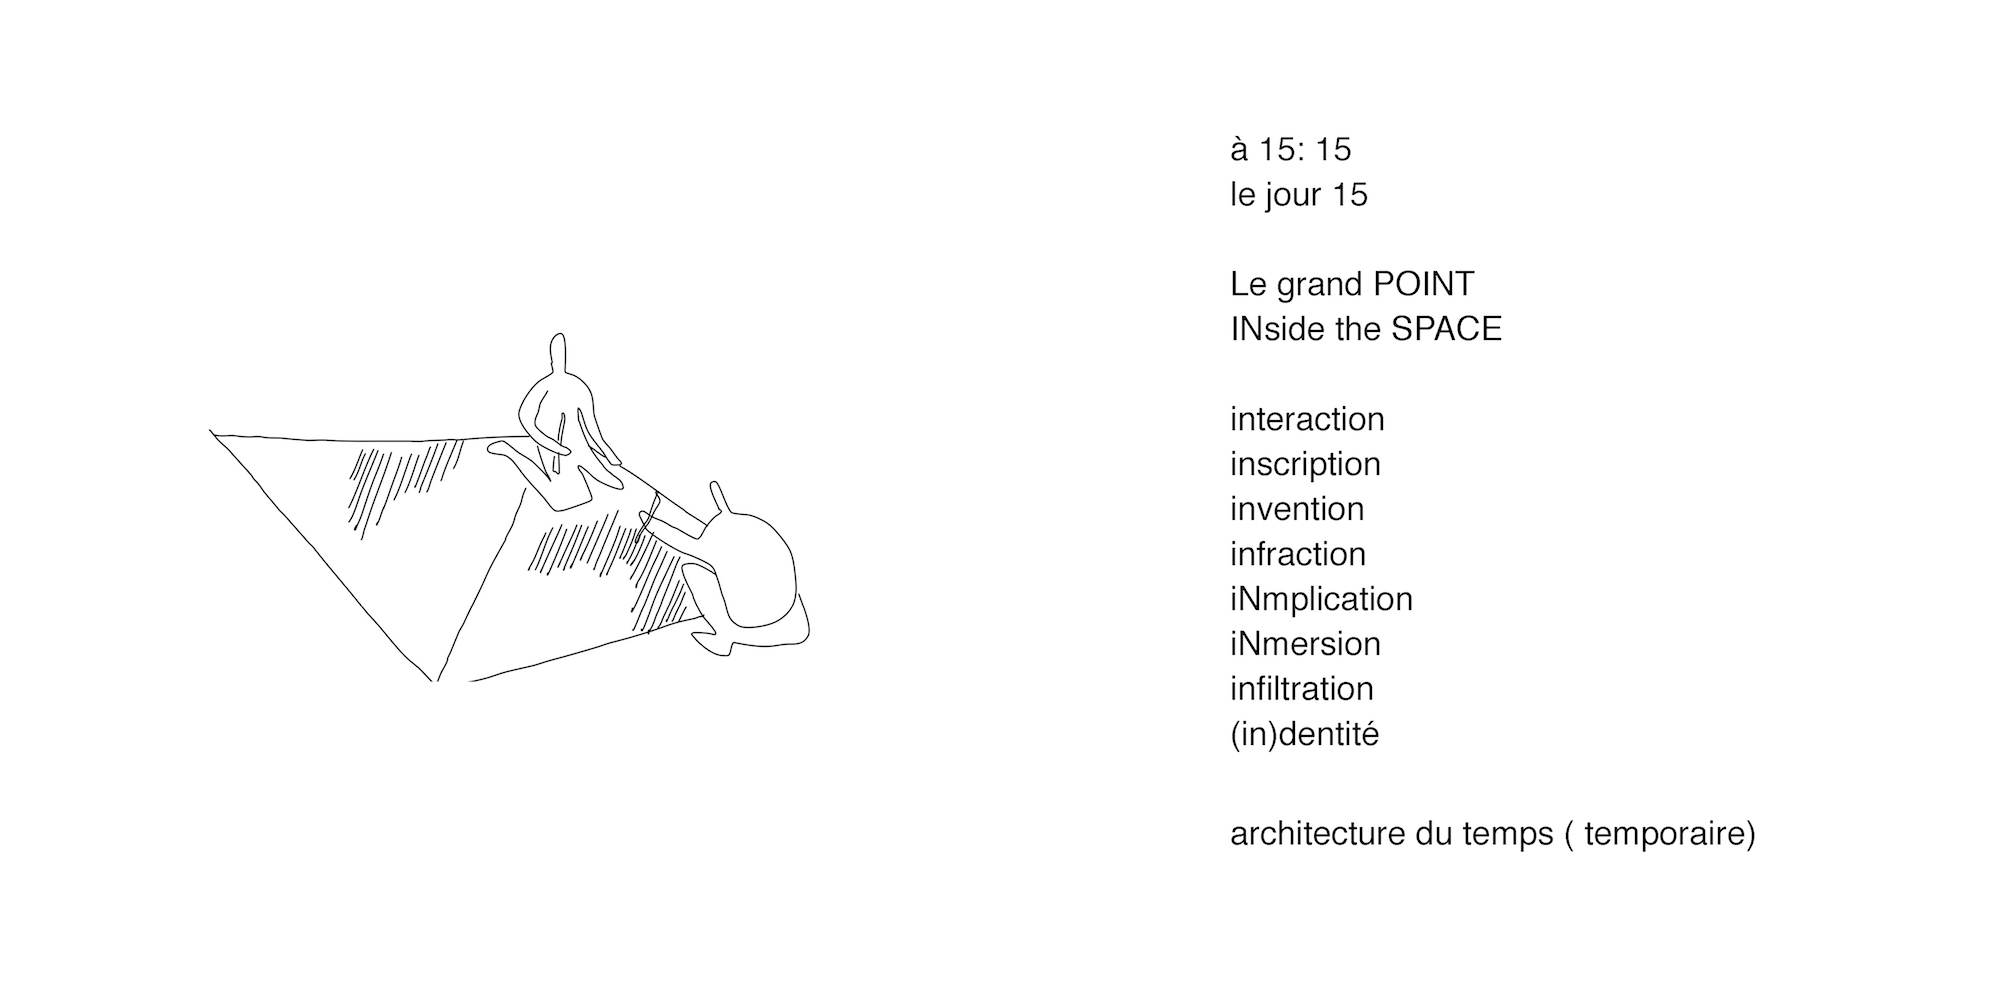 à 15: 15
le jour 15
Le grand POINT
INside the SPACE
interaction
inscription
invention
infraction
iNmplication
iNmersion
infiltration
(in)dentité
architecture du temps ( temporaire)